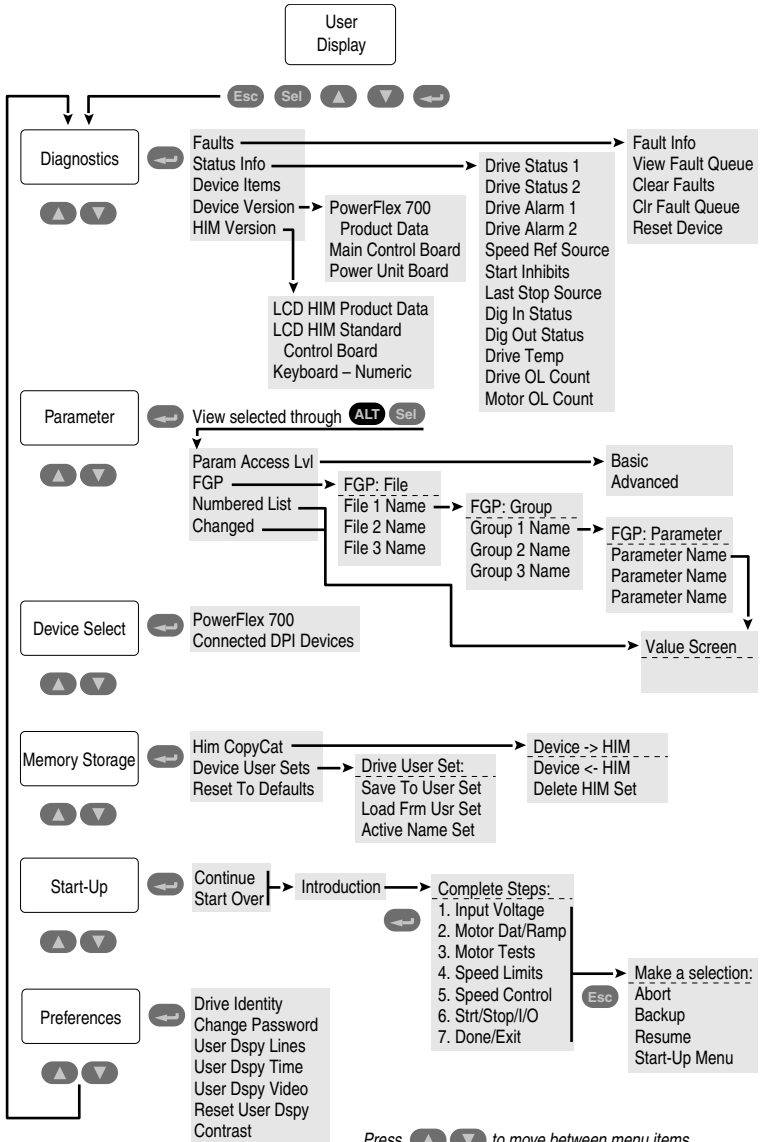 User
Display
Esc Sel
Diagnostics
Faults
Status Info
Device Items
Device Version
HIM Version
PowerFlex 700
Product Data
Main Control Board
Power Unit Board
LCD HIM Product Data
LCD HIM Standard
Control Board
Keyboard – Numeric
Drive Status 1
Drive Status 2
Drive Alarm 1
Drive Alarm 2
Speed Ref Source
Start Inhibits
Last Stop Source
Dig In Status
Dig Out Status
Drive Temp
Drive OL Count
Motor OL Count
Fault Info
View Fault Queue
Clear Faults
Clr Fault Queue
Reset Device
Parameter
View selected through ALT Sel
Param Access Lvl
FGP
Numbered List
Changed
FGP: File
File 1 Name
File 2 Name
File 3 Name
FGP: Group
Group 1 Name
Group 2 Name
Group 3 Name
FGP: Parameter
Parameter Name
Parameter Name
Parameter Name
Basic
Advanced
Value Screen
Device Select
PowerFlex 700
Connected DPI Devices
Memory Storage
Him CopyCat
Device User Sets
Reset To Defaults
Drive User Set:
Save To User Set
Load Frm Usr Set
Active Name Set
Device -> HIM
Device <- HIM
Delete HIM Set
Start-Up
Continue
Start Over
Introduction
Complete Steps:
1. Input Voltage
2. Motor Dat/Ramp
3. Motor Tests
4. Speed Limits
5. Speed Control
6. Strt/Stop/I/O
7. Done/Exit
Esc
Make a selection:
Abort
Backup
Resume
Start-Up Menu
Preferences
Drive Identity
Change Password
User Dspy Lines
User Dspy Time
User Dspy Video
Reset User Dspy
Contrast
Press to move between menu items